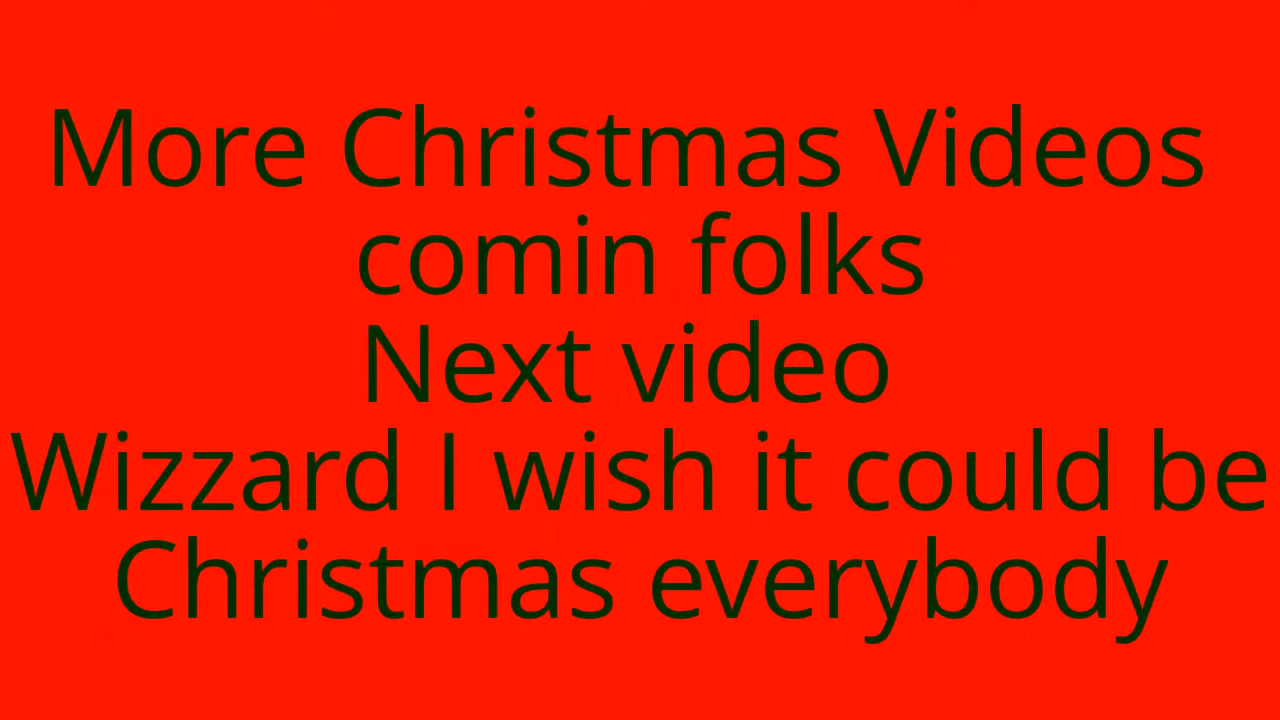 More Christmas Videos
comin folks
Next video
Wizzard I wish it could be
Christmas everybody